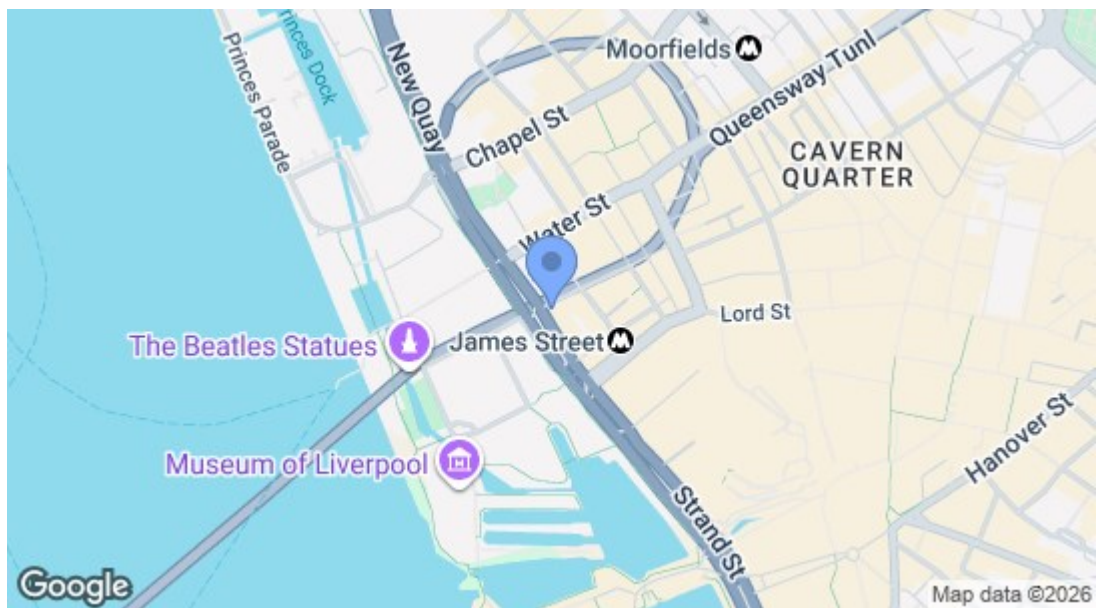 Princes Dock
Princes Parade
New Quay
Moorfields
Chapel St
Queensway Tunl
CAVERN
QUARTER
Water St
Lord St
James Street
The Beatles Statues
Museum of Liverpool
Hanover St
Strand St
Google
Map data ©2026